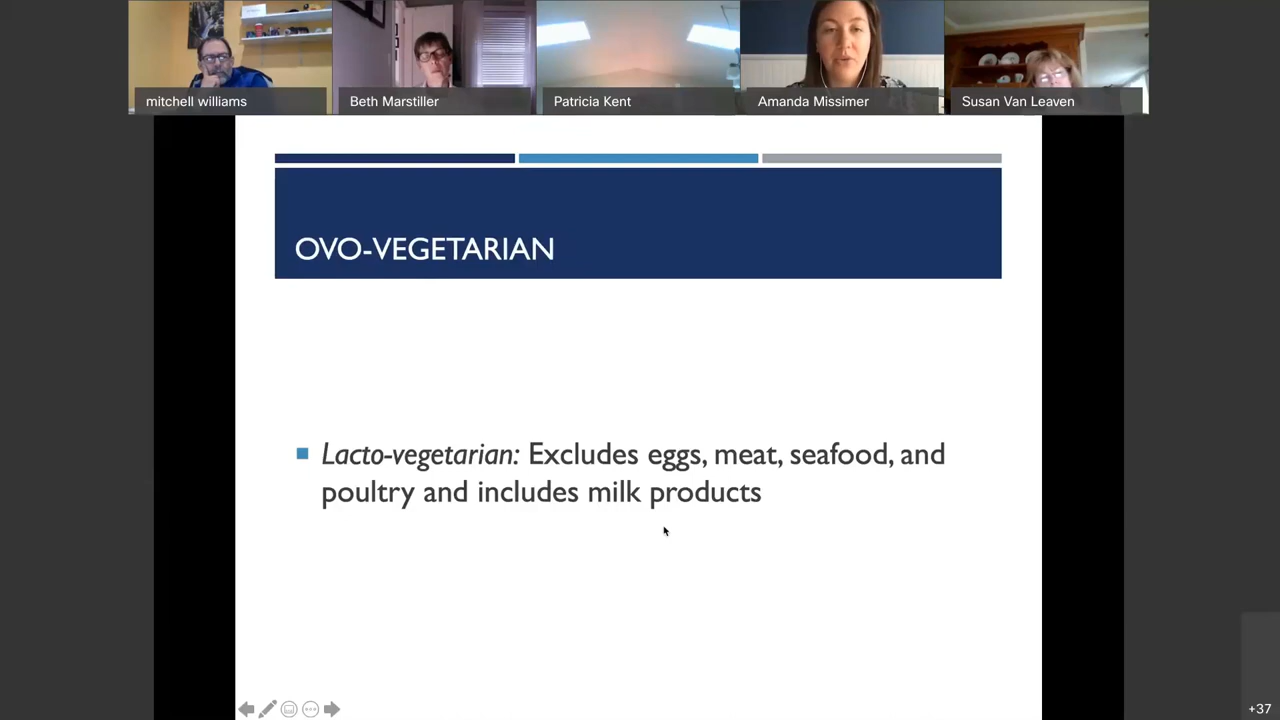 mitchell williams
Beth Marstiller
Patricia Kent
Amanda Missimer
Susan Van Leaven
OVO-VEGETARIAN
Lacto-vegetarian: Excludes eggs, meat, seafood, and
poultry and includes milk products
+37